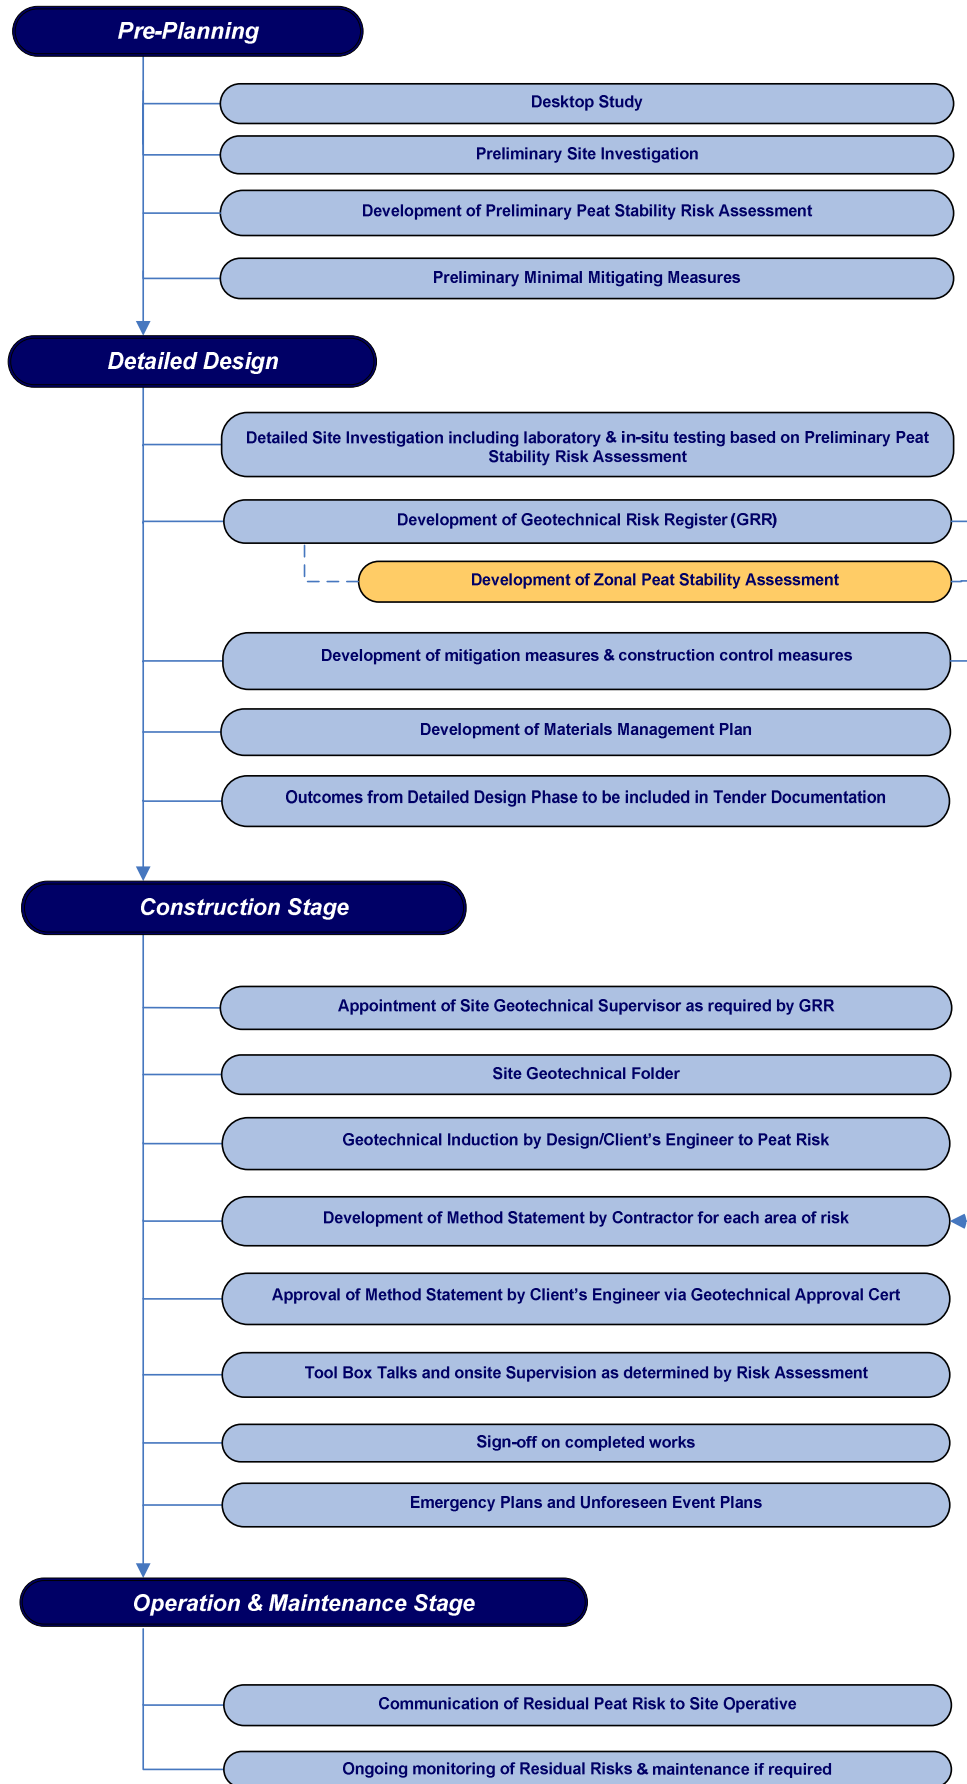 Pre-Planning
Desktop Study
Preliminary Site Investigation
Development of Preliminary Peat Stability Risk Assessment
Preliminary Minimal Mitigating Measures
Detailed Design
Detailed Site Investigation including laboratory & in-situ testing based on Preliminary Peat
Stability Risk Assessment
Development of Geotechnical Risk Register (GRR)
Development of Zonal Peat Stability Assessment
Development of mitigation measures & construction control measures
Development of Materials Management Plan
Outcomes from Detailed Design Phase to be included in Tender Documentation
Construction Stage
Appointment of Site Geotechnical Supervisor as required by GRR
Site Geotechnical Folder
Geotechnical Induction by Design/Client’s Engineer to Peat Risk
Development of Method Statement by Contractor for each area of risk
Approval of Method Statement by Client’s Engineer via Geotechnical Approval Cert
Tool Box Talks and onsite Supervision as determined by Risk Assessment
Sign-off on completed works
Emergency Plans and Unforeseen Event Plans
Operation & Maintenance Stage
Communication of Residual Peat Risk to Site Operative
Ongoing monitoring of Residual Risks & maintenance if required